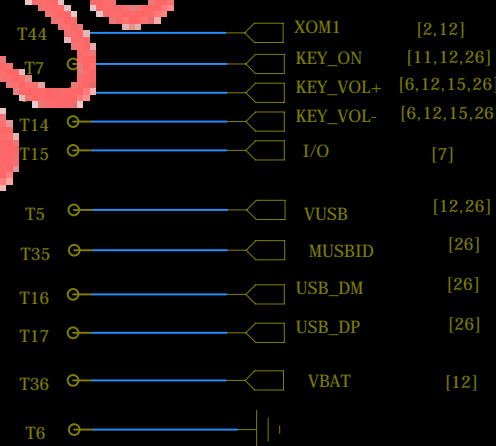 T44 XOM1 [2,12]
T7 KEY_ON [11,12,26]
KEY_VOL+ [6,12,15,26]
T14 KEY_VOL- [6,12,15,26
T15 I/O [7]
T5 VUSB [12,26]
T35 MUSBID [26]
T16 USB_DM [26]
T17 USB_DP [26]
T36 VBAT [12]
T6